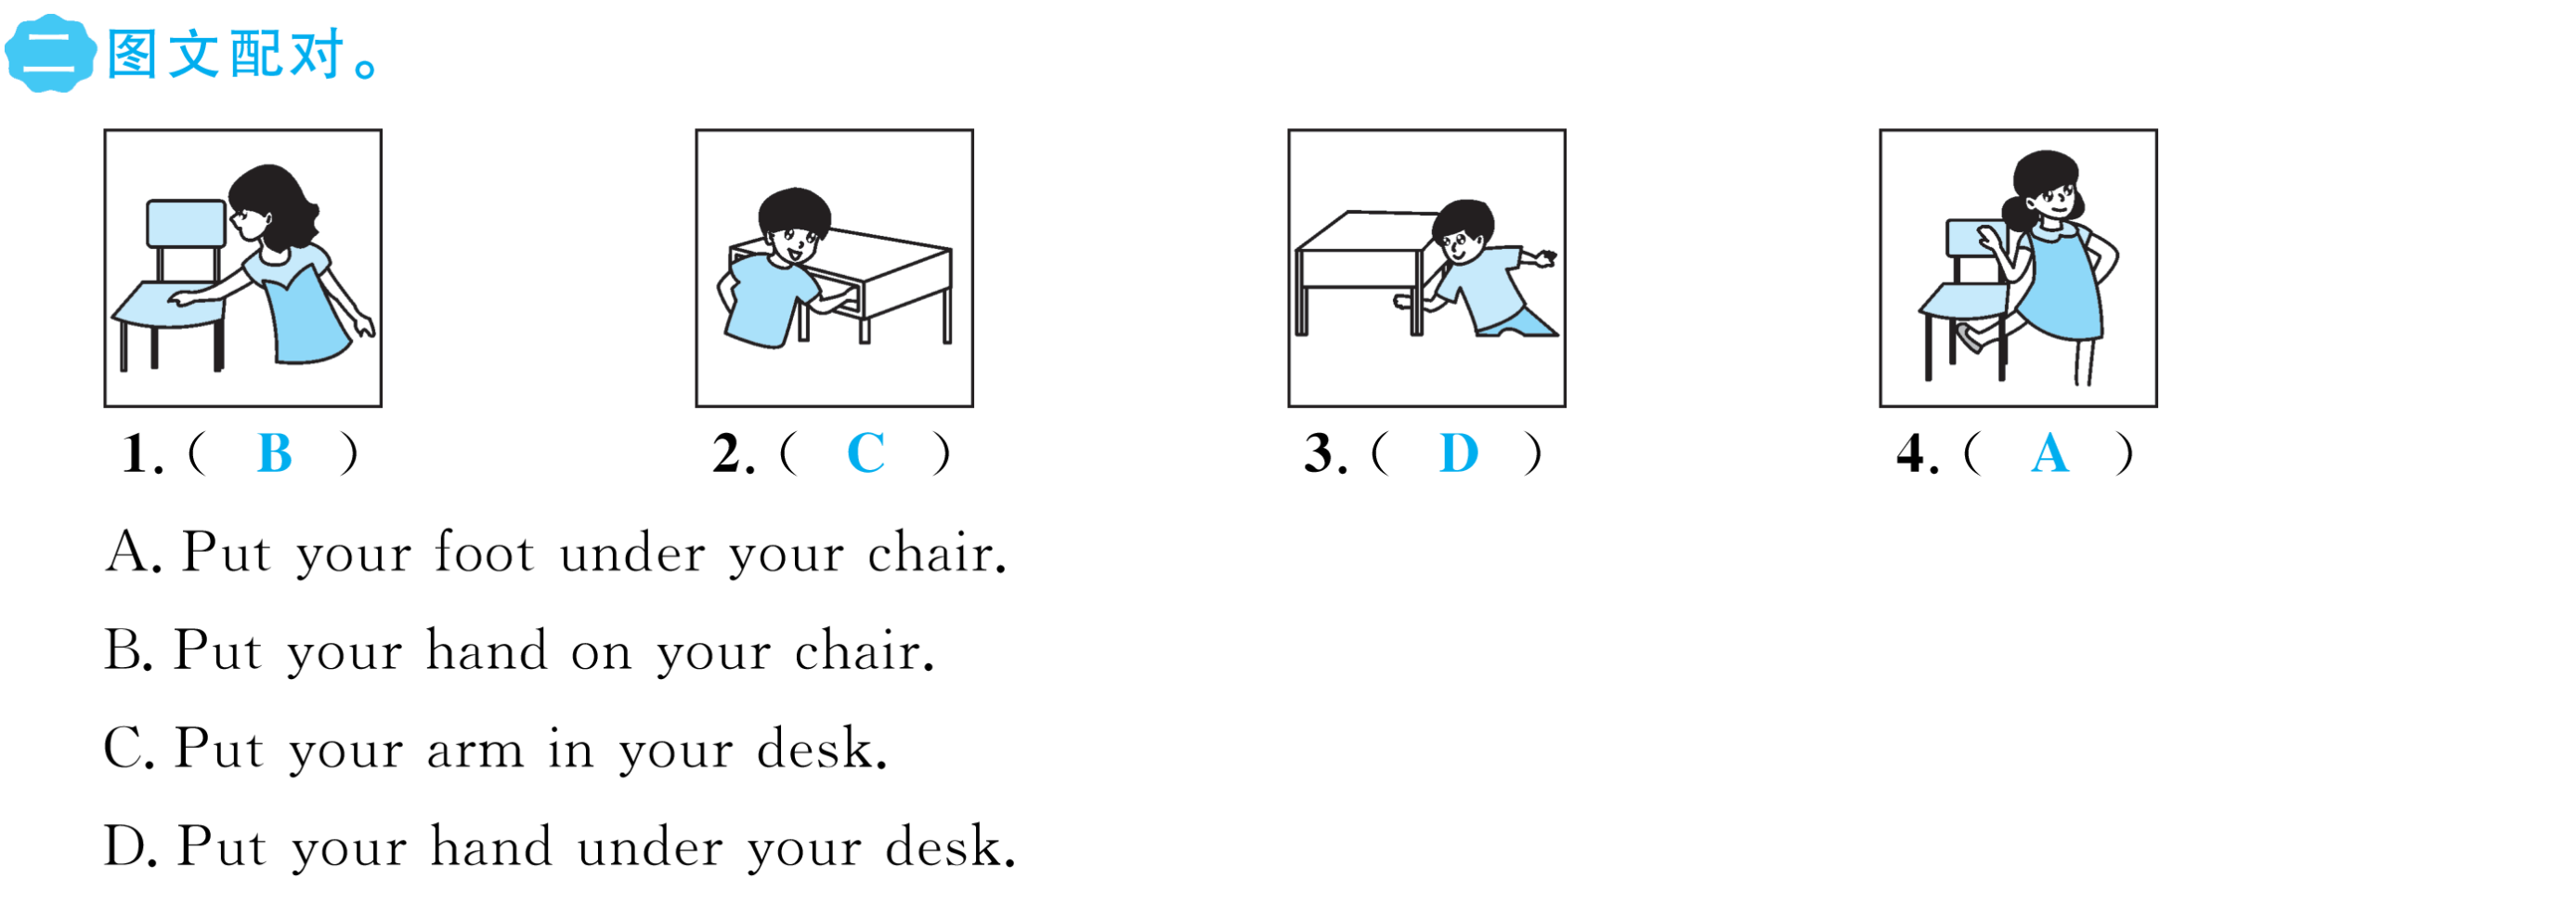 二 图文配对。
1.( B ) 2.( C ) 3.( D ) 4.( A )
A. Put your foot under your chair.
B. Put your hand on your chair.
C. Put your arm in your desk.
D. Put your hand under your desk.